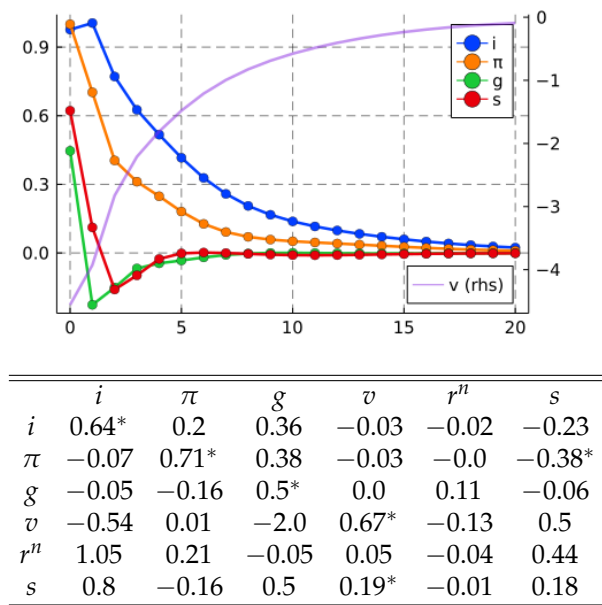 0.9
0.6
0.3
0.0
0 5 10 15 20
0
−1
−2
−3
−4
i
π
g
s
v (rhs)
i π g v rⁿ s
i 0.64* 0.2 0.36 −0.03 −0.02 −0.23
π −0.07 0.71* 0.38 −0.03 −0.0 −0.38*
g −0.05 −0.16 0.5* 0.0 0.11 −0.06
v −0.54 0.01 −2.0 0.67* −0.13 0.5
rⁿ 1.05 0.21 −0.05 0.05 −0.04 0.44
s 0.8 −0.16 0.5 0.19* −0.01 0.18